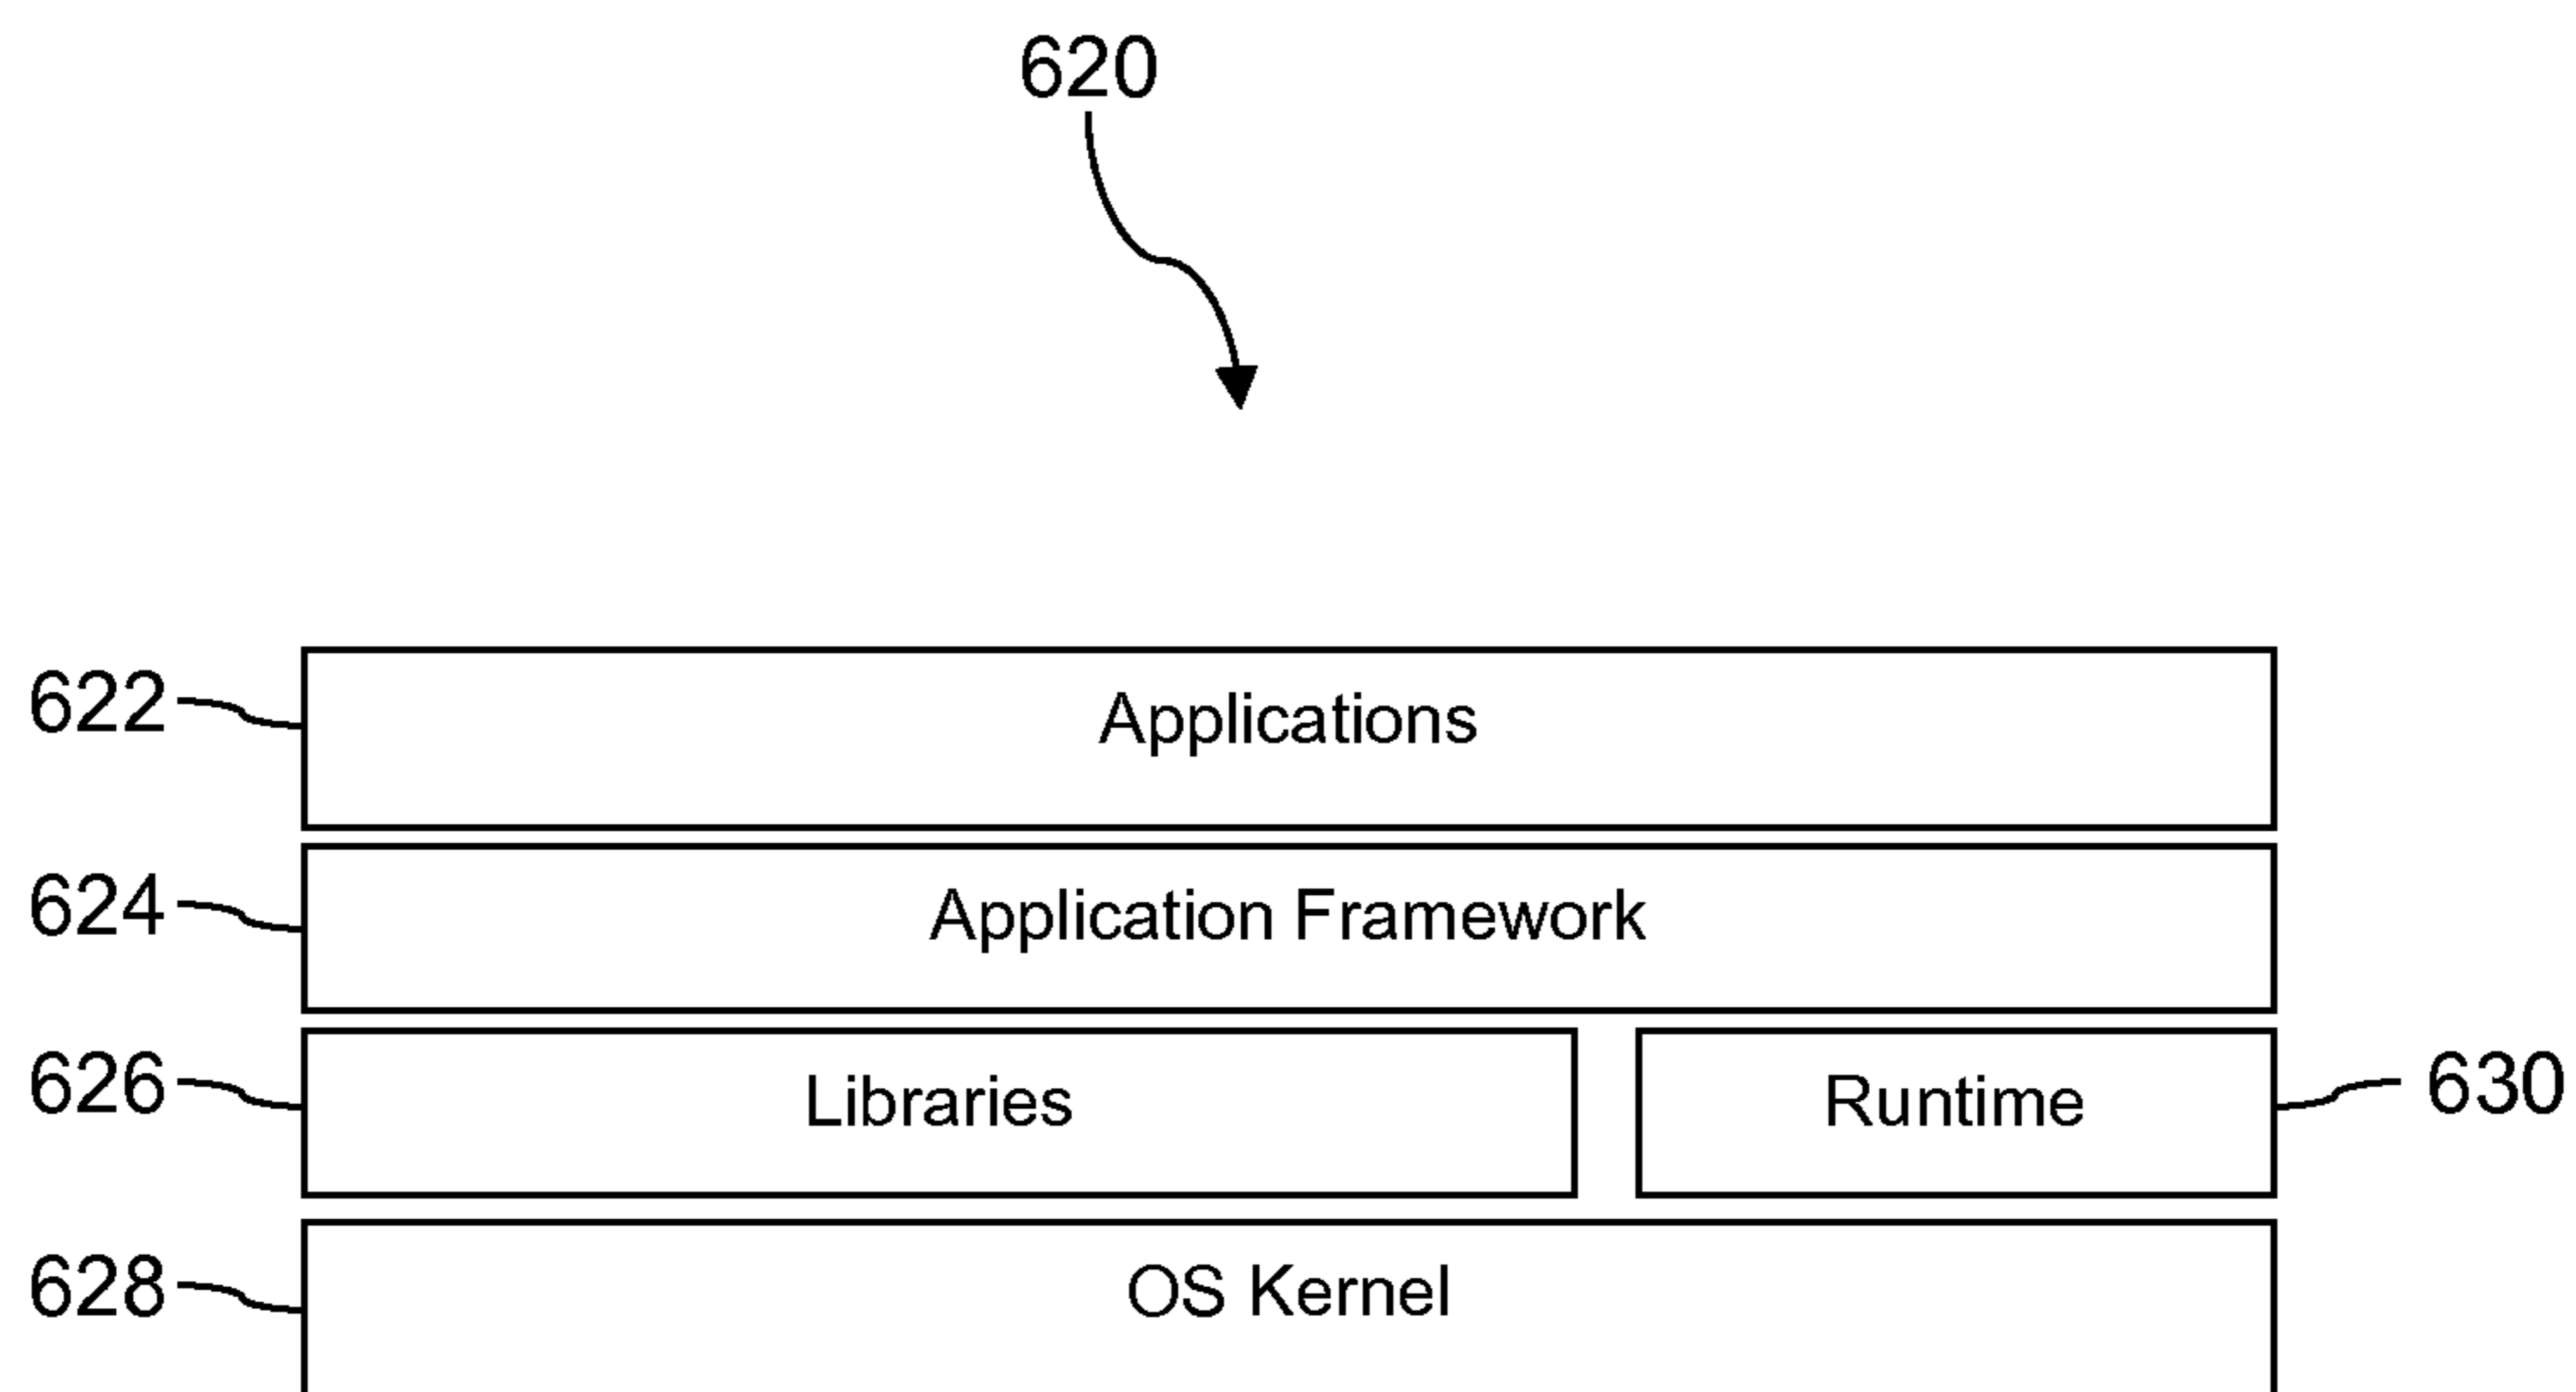 620
622 Applications
624 Application Framework
626 Libraries Runtime 630
628 OS Kernel